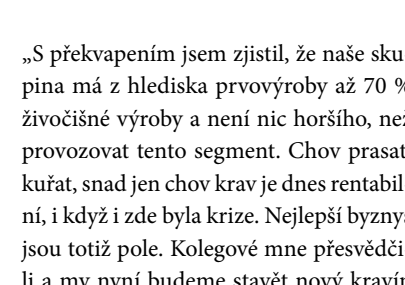 „S překvapením jsem zjistil, že naše sku
pina má z hlediska prvovýroby až 70 %
živočišné výroby a není nic horšího, než
provozovat tento segment. Chov prasat
kuřat, snad jen chov krav je dnes rentabil
ní, i když i zde byla krize. Nejlepší byzny
jsou totiž pole. Kolegové mne přesvědči
li a my nyní budeme stavět nový kravín